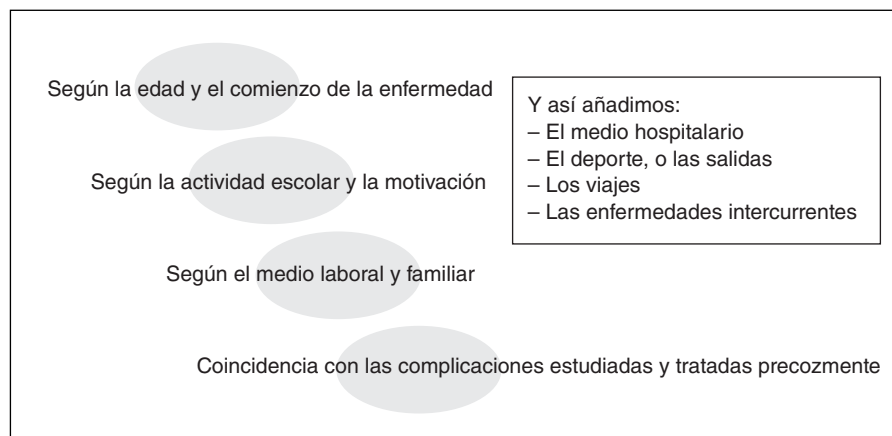 Según la edad y el comienzo de la enfermedad
Según la actividad escolar y la motivación
Según el medio laboral y familiar
Coincidencia con las complicaciones estudiadas y tratadas precozmente
Y así añadimos:
– El medio hospitalario
– El deporte, o las salidas
– Los viajes
– Las enfermedades intercurrentes